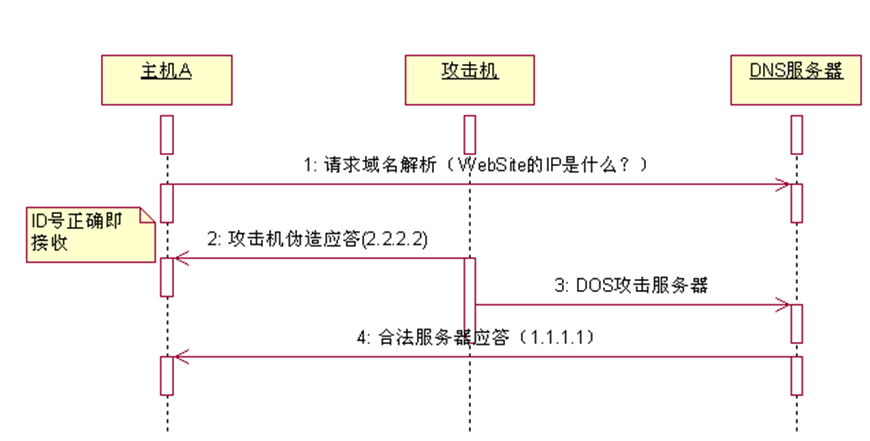 主机A
攻击机
DNS服务器
1: 请求域名解析（WebSite的IP是什么？）
ID号正确即
接收
2: 攻击机伪造应答(2.2.2.2)
3: DOS攻击服务器
4: 合法服务器应答（1.1.1.1）